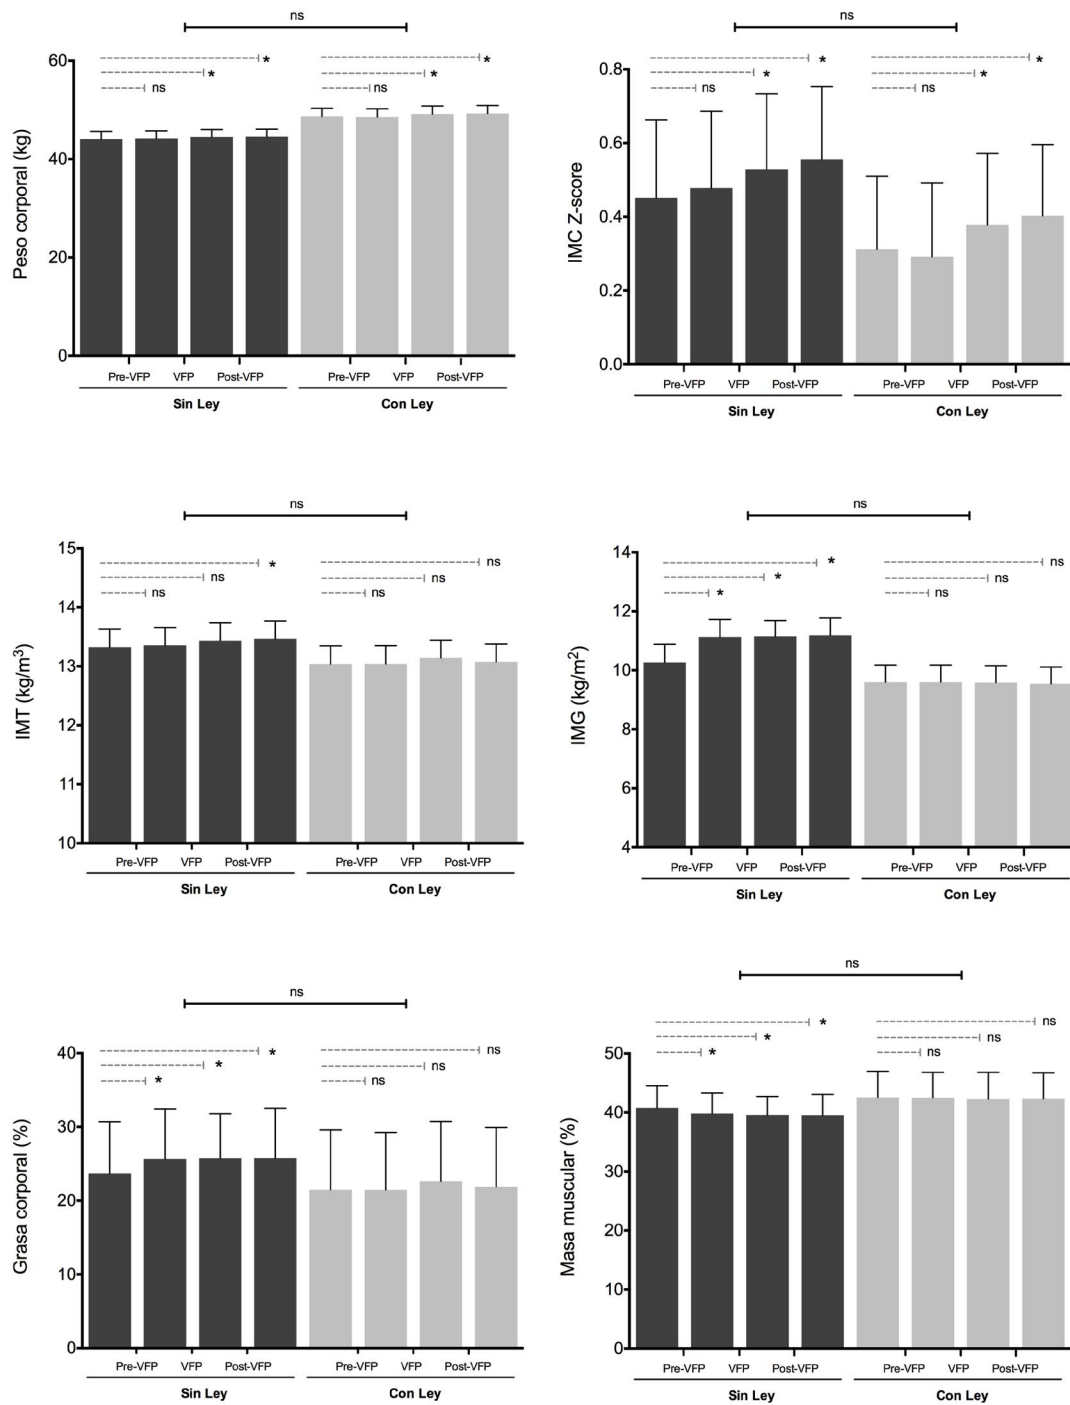 ns
* *
* *
ns ns
60
40
20
0
Peso corporal (kg)
Pre-VFP VFP Post-VFP Pre-VFP VFP Post-VFP
Sin Ley Con Ley
ns
* *
* *
ns ns
0.8
0.6
0.4
0.2
0.0
IMC Z-score
Pre-VFP VFP Post-VFP Pre-VFP VFP Post-VFP
Sin Ley Con Ley
ns
* ns
ns ns
ns ns
15
14
13
12
11
10
IMT (kg/m³)
Pre-VFP VFP Post-VFP Pre-VFP VFP Post-VFP
Sin Ley Con Ley
ns
* ns
* ns
* ns
14
12
10
8
6
4
IMG (kg/m²)
Pre-VFP VFP Post-VFP Pre-VFP VFP Post-VFP
Sin Ley Con Ley
ns
* ns
* ns
* ns
40
30
20
10
0
Grasa corporal (%)
Pre-VFP VFP Post-VFP Pre-VFP VFP Post-VFP
Sin Ley Con Ley
ns
* ns
* ns
* ns
50
40
30
20
10
0
Masa muscular (%)
Pre-VFP VFP Post-VFP Pre-VFP VFP Post-VFP
Sin Ley Con Ley